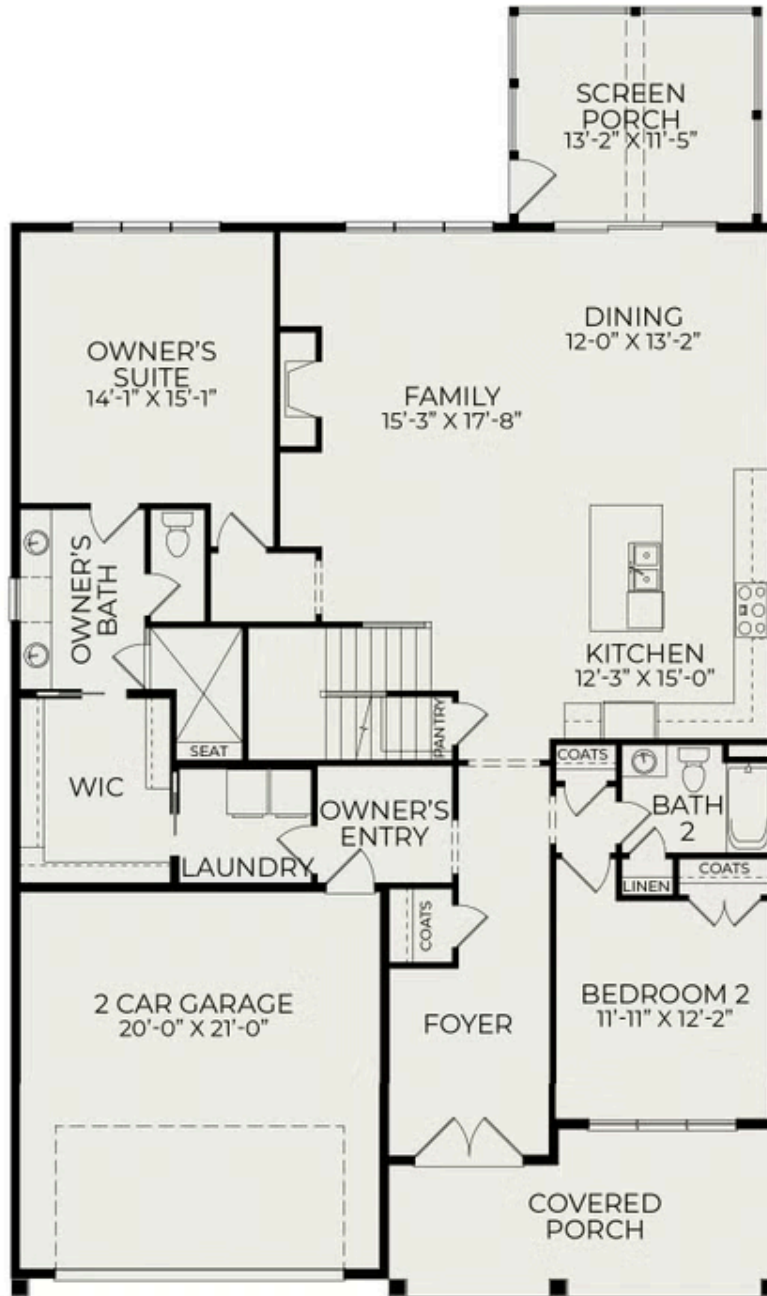 SCREEN
PORCH
13’-2” X 11’-5”
DINING
12-0” X 13’-2”
OWNER’S
SUITE
14’-1” X 15’-1”
FAMILY
15’-3” X 17’-8”
OWNER’S
BATH
KITCHEN
12’-3” X 15’-0”
PANTRY
SEAT
WIC
COATS
BATH
2
OWNER’S
ENTRY
LAUNDRY
COATS
LINEN
COATS
2 CAR GARAGE
20’-0” X 21’-0”
FOYER
BEDROOM 2
11’-11” X 12’-2”
COVERED
PORCH